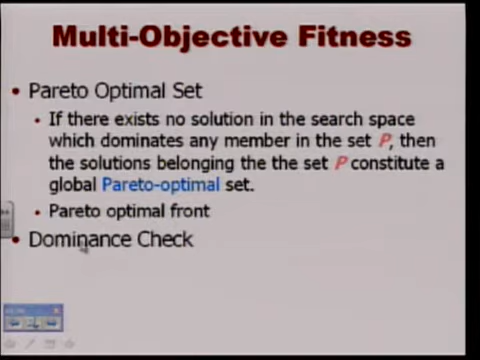 Multi-Objective Fitness
• Pareto Optimal Set
• If there exists no solution in the search space
which dominates any member in the set P, then
the solutions belonging the the set P constitute a
global Pareto-optimal set.
• Pareto optimal front
• Dominance Check